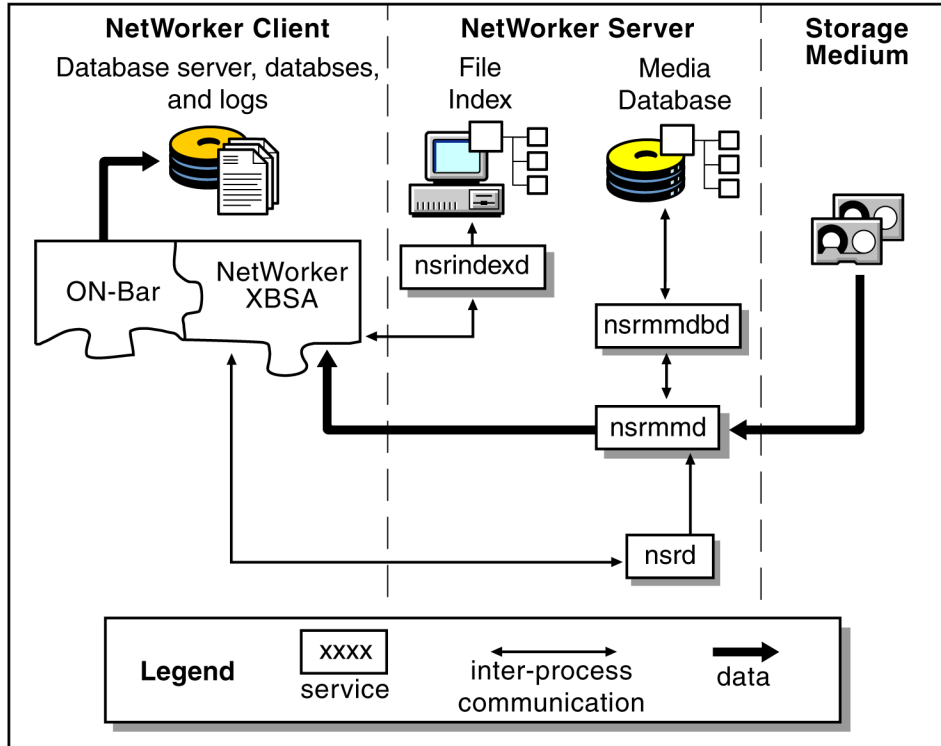 NetWorker Client
NetWorker Server
Storage
Medium
Database server, databses,
and logs
File
Index
Media
Database
nsrindexd
ON-Bar
NetWorker
XBSA
nsrmmdbd
nsrmmd
nsrd
Legend
xxxx
service
inter-process
communication
data